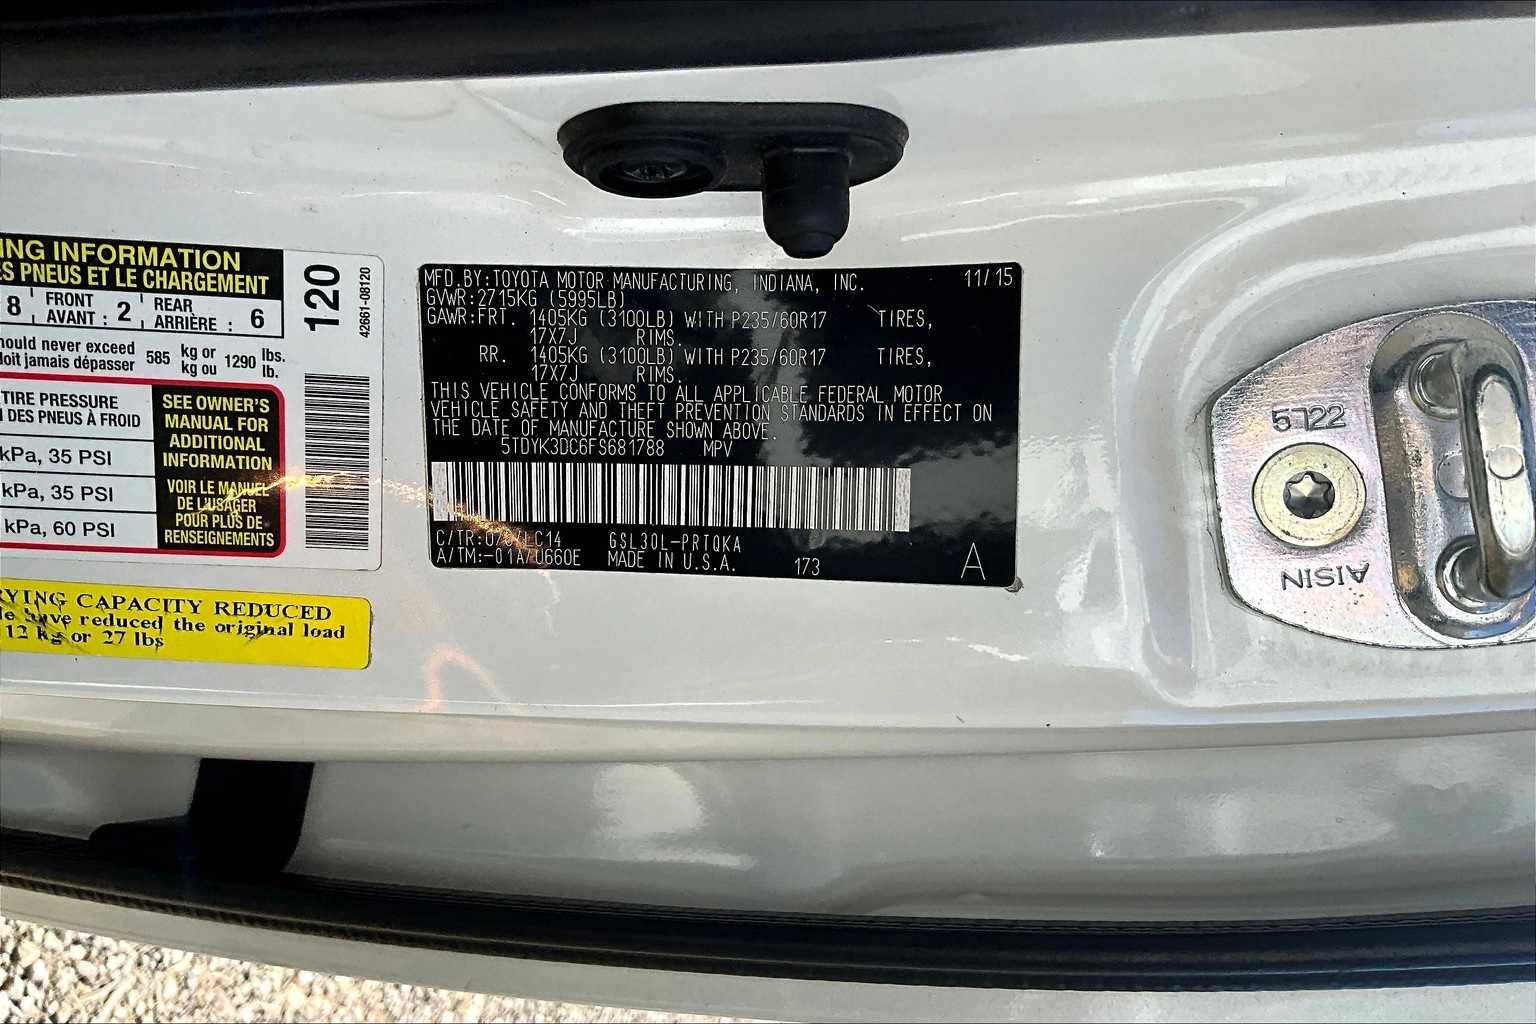 ING INFORMATION
ES PNEUS ET LE CHARGEMENT
8 FRONT AVANT : 2 REAR ARRIÈRE : 6
hould never exceed
doit jamais dépasser 585 kg or kg ou 1290 lbs. lb.
TIRE PRESSURE
N DES PNEUS À FROID
kPa, 35 PSI
kPa, 35 PSI
kPa, 60 PSI
SEE OWNER'S
MANUAL FOR
ADDITIONAL
INFORMATION
VOIR LE MANUEL
DE L'USAGER
POUR PLUS DE
RENSEIGNEMENTS
120
42661-08120
RYING CAPACITY REDUCED
le have reduced the original load
12 kg or 27 lbs
MFD.BY:TOYOTA MOTOR MANUFACTURING, INDIANA, INC. 11/15
GVWR:2715KG (5995LB)
GAWR:FRT. 1405KG (3100LB) WITH P235/60R17 TIRES,
17X7J RIMS.
RR. 1405KG (3100LB) WITH P235/60R17 TIRES,
17X7J RIMS.
THIS VEHICLE CONFORMS TO ALL APPLICABLE FEDERAL MOTOR
VEHICLE SAFETY AND THEFT PREVENTION STANDARDS IN EFFECT ON
THE DATE OF MANUFACTURE SHOWN ABOVE.
5TDYK3DC6FS681788 MPV
C/TR: LC14 GSL30L-PRTQKA
A/TM:-01A/U660E MADE IN U.S.A. 173 A
5722
AISIN